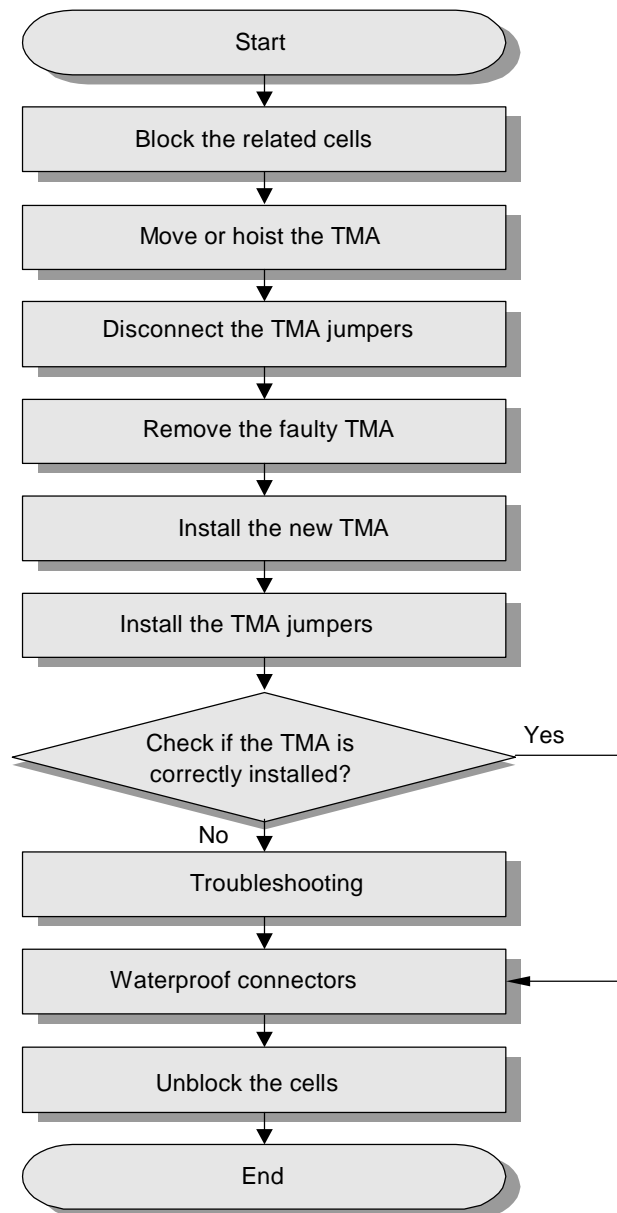 Start
Block the related cells
Move or hoist the TMA
Disconnect the TMA jumpers
Remove the faulty TMA
Install the new TMA
Install the TMA jumpers
Check if the TMA is
correctly installed?
Yes
No
Troubleshooting
Waterproof connectors
Unblock the cells
End